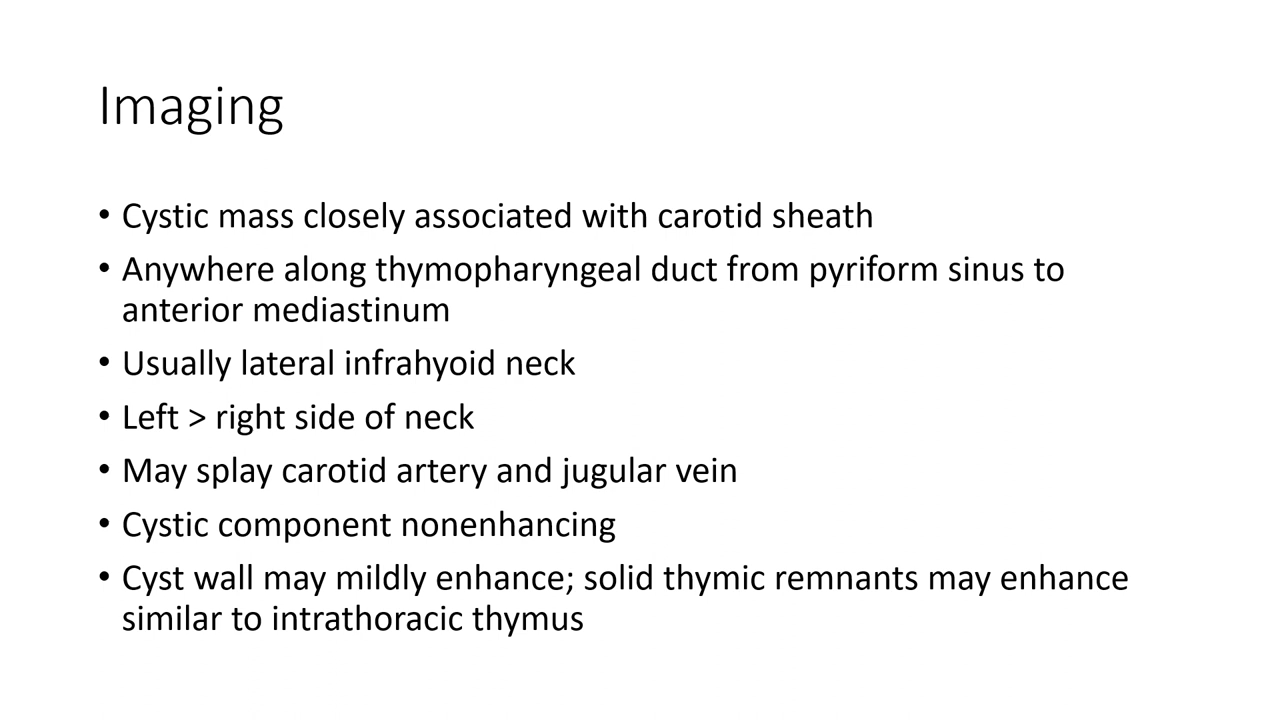 Imaging
• Cystic mass closely associated with carotid sheath
• Anywhere along thymopharyngeal duct from pyriform sinus to
anterior mediastinum
• Usually lateral infrahyoid neck
• Left > right side of neck
• May splay carotid artery and jugular vein
• Cystic component nonenhancing
• Cyst wall may mildly enhance; solid thymic remnants may enhance
similar to intrathoracic thymus